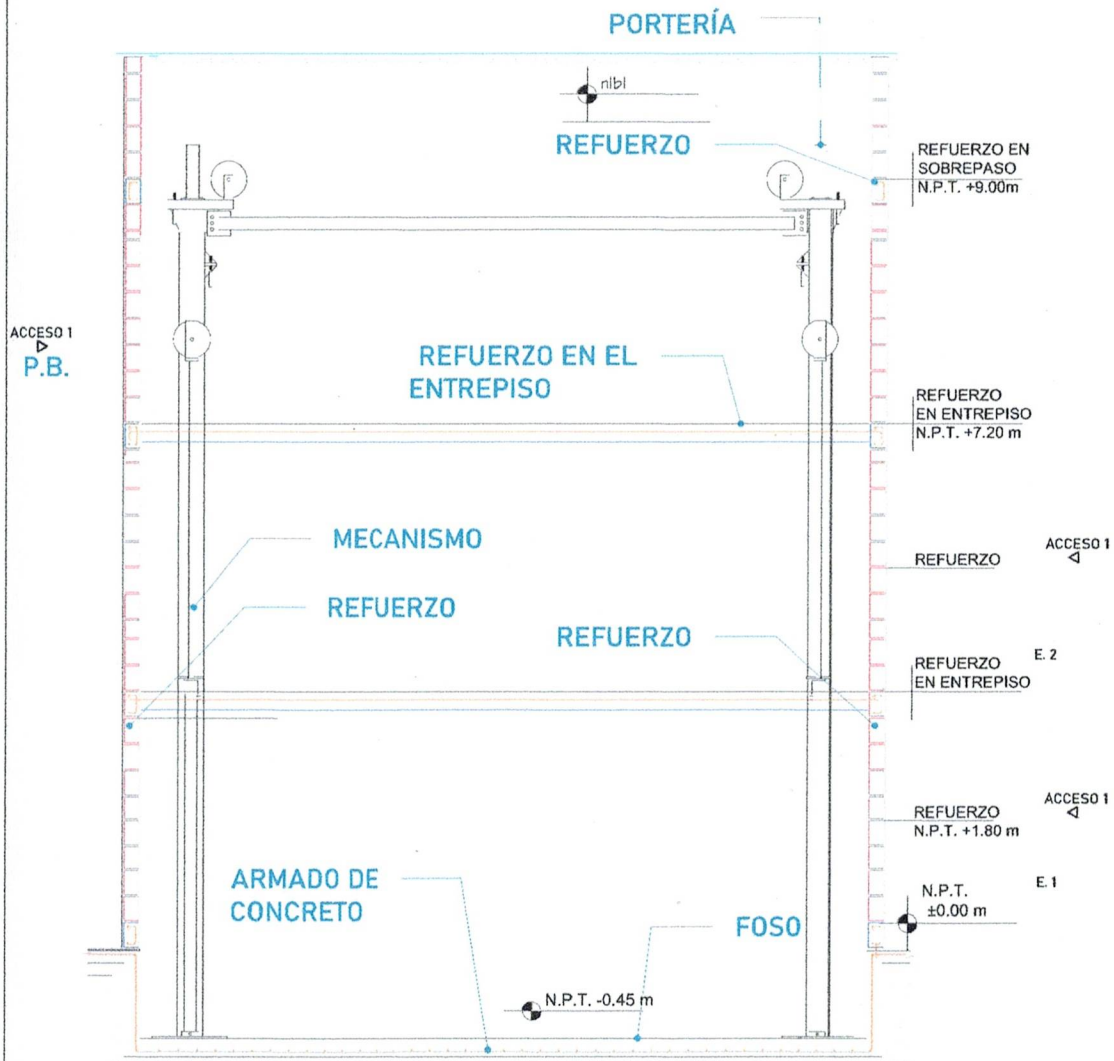 PORTERÍA
nlbl
REFUERZO
REFUERZO EN
SOBREPASO
N.P.T. +9.00m
ACCESO 1
P.B.
REFUERZO EN EL
ENTREPISO
REFUERZO
EN ENTREPISO
N.P.T. +7.20 m
MECANISMO
REFUERZO
ACCESO 1
REFUERZO
REFUERZO
E. 2
REFUERZO
EN ENTREPISO
REFUERZO
N.P.T. +1.80 m
ACCESO 1
ARMADO DE
CONCRETO
FOSO
N.P.T.
±0.00 m
E. 1
N.P.T. -0.45 m